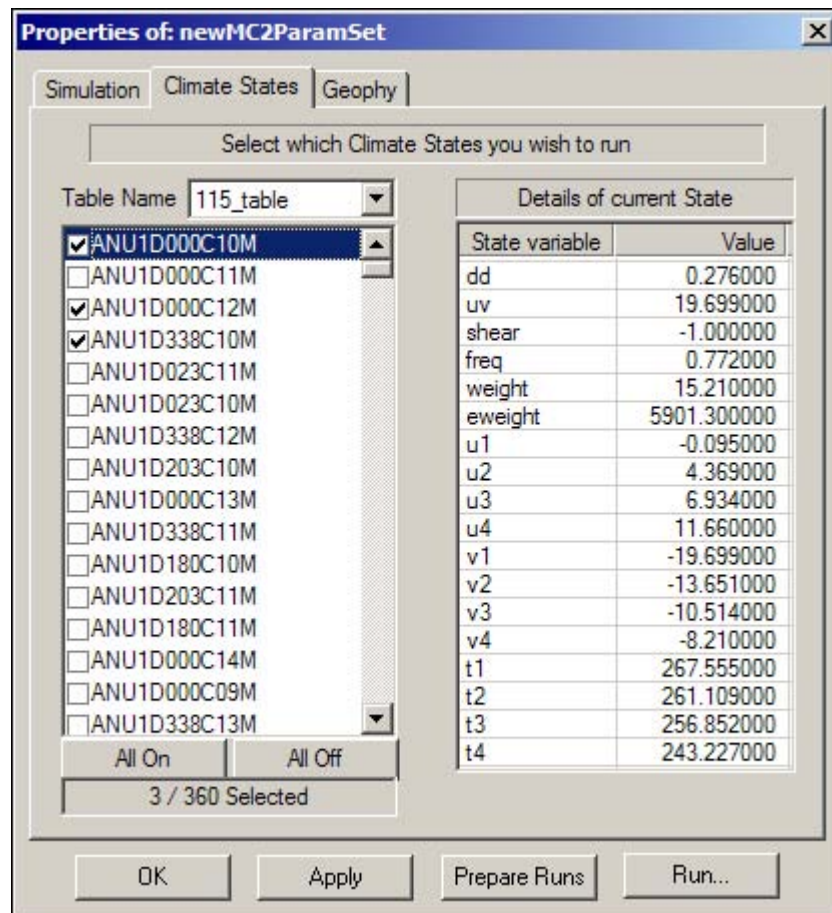 Properties of: newMC2ParamSet
Simulation Climate States Geophy
Select which Climate States you wish to run
Table Name 115_table
ANU1D000C10M
ANU1D000C11M
ANU1D000C12M
ANU1D338C10M
ANU1D023C11M
ANU1D023C10M
ANU1D338C12M
ANU1D203C10M
ANU1D000C13M
ANU1D338C11M
ANU1D180C10M
ANU1D203C11M
ANU1D180C11M
ANU1D000C14M
ANU1D000C09M
ANU1D338C13M
All On All Off
3 / 360 Selected
Details of current State
State variable Value
dd 0.276000
uv 19.699000
shear -1.000000
freq 0.772000
weight 15.210000
eweight 5901.300000
u1 -0.095000
u2 4.369000
u3 6.934000
u4 11.660000
v1 -19.699000
v2 -13.651000
v3 -10.514000
v4 -8.210000
t1 267.555000
t2 261.109000
t3 256.852000
t4 243.227000
OK Apply Prepare Runs Run...